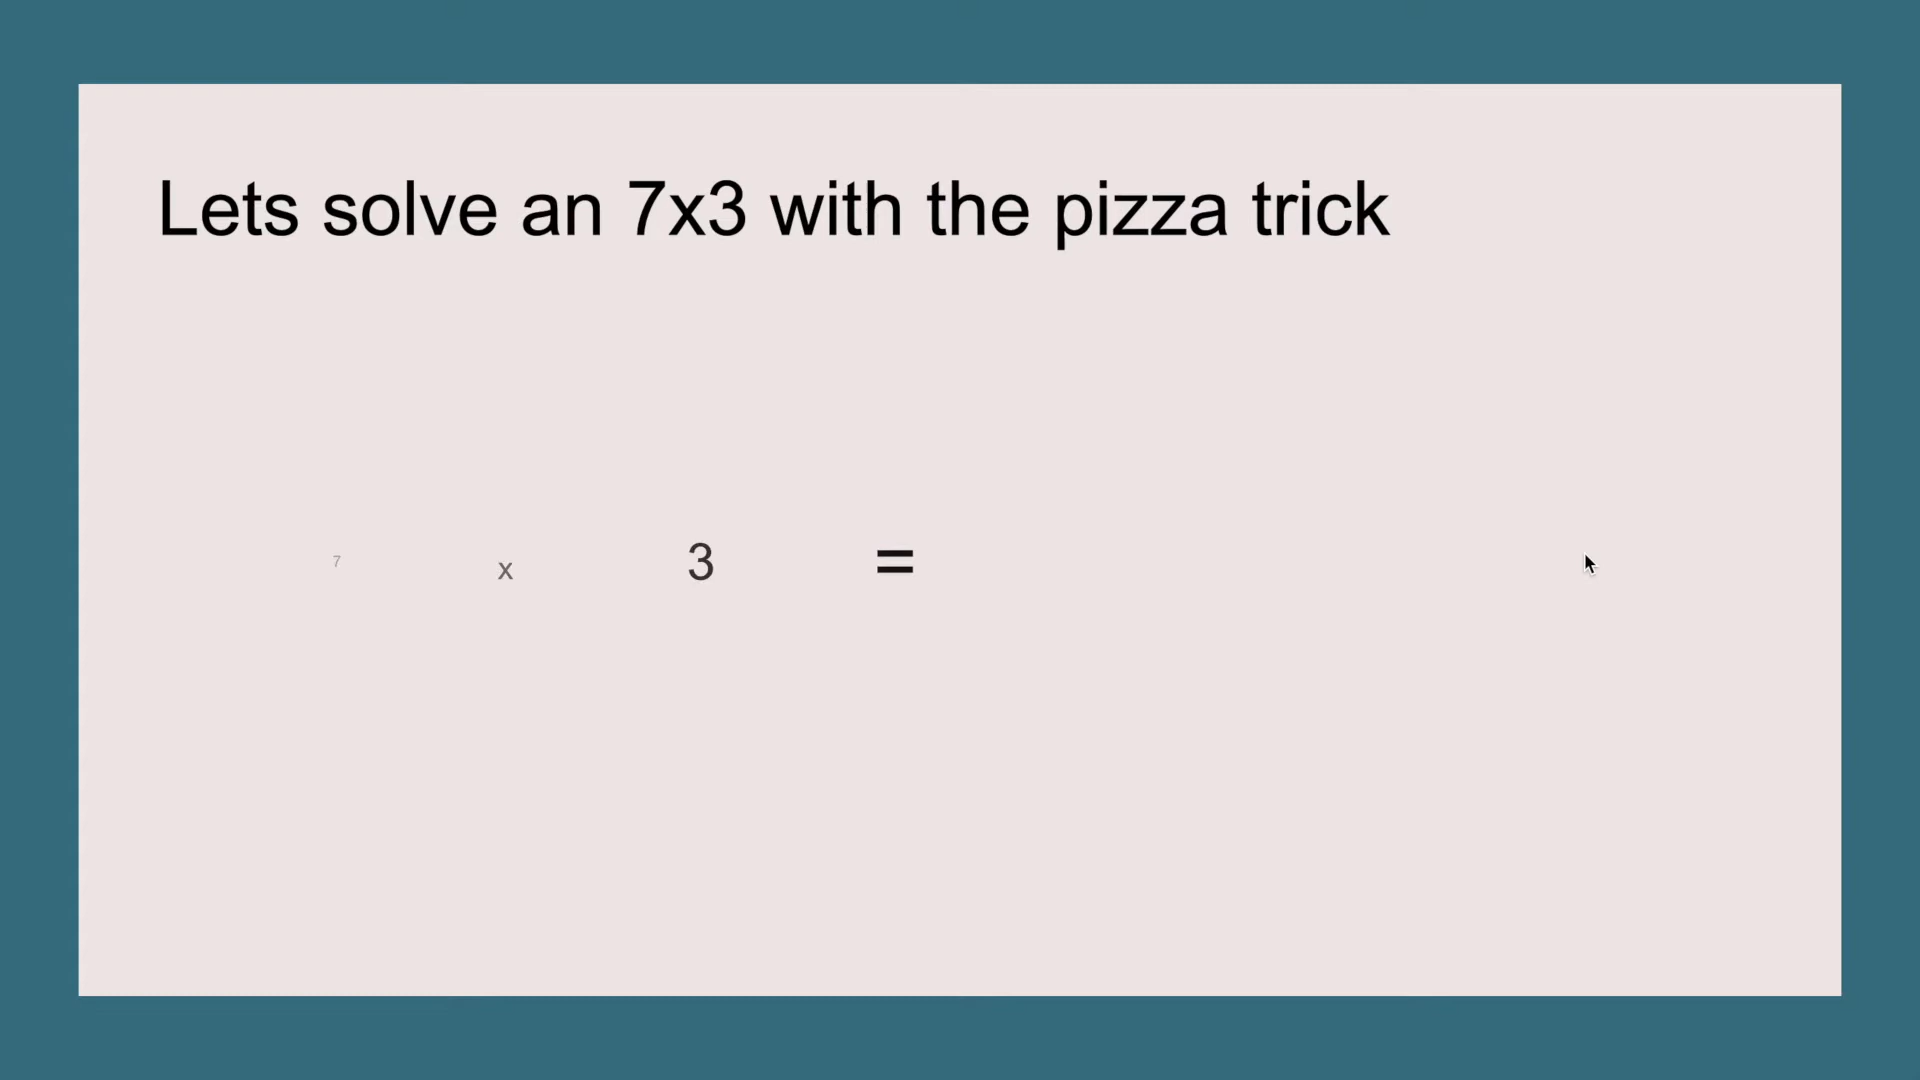 Lets solve an 7x3 with the pizza trick
7 x 3 =